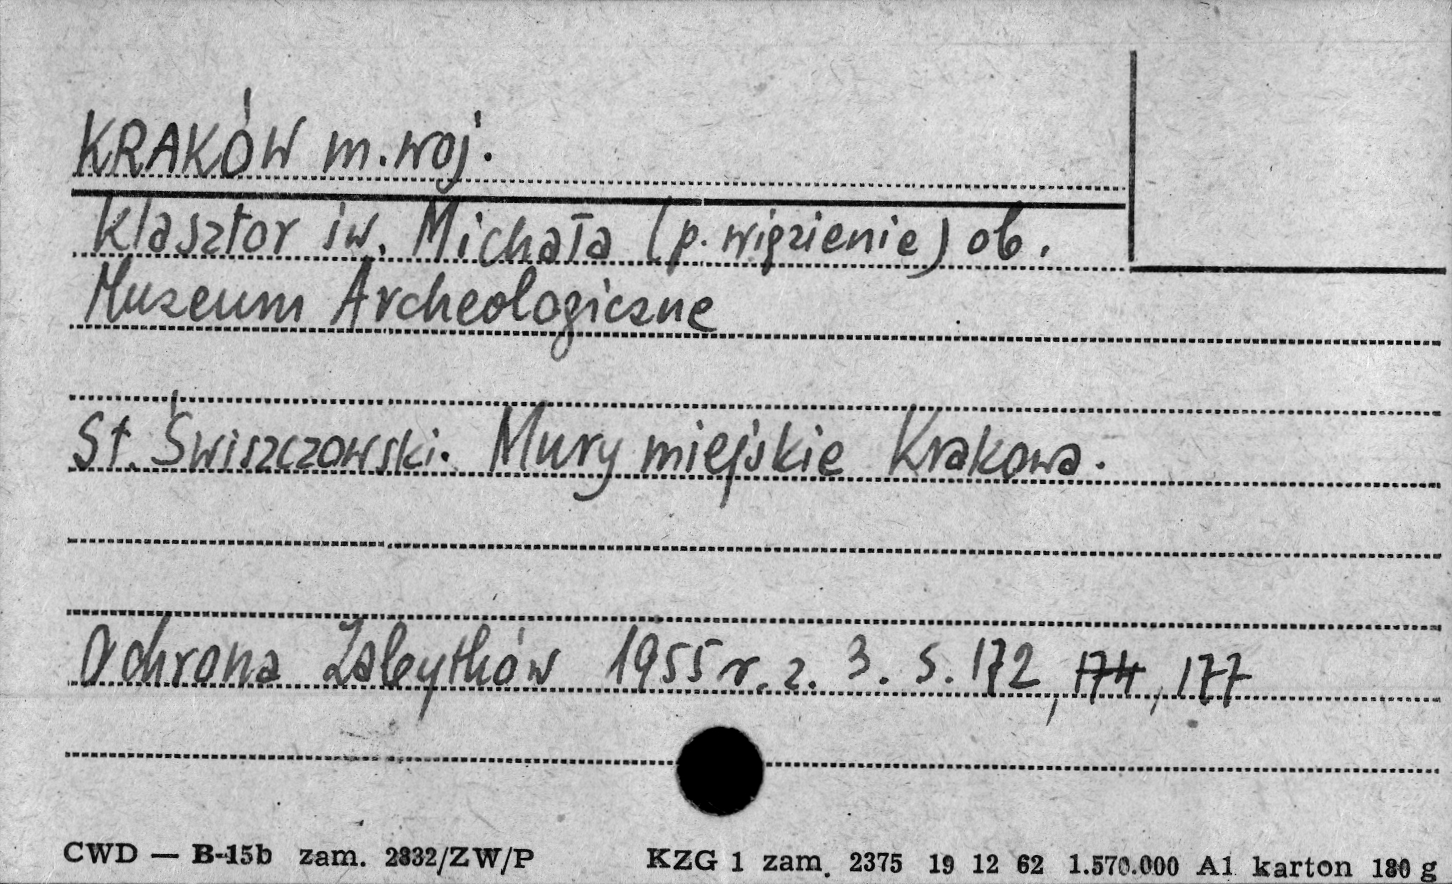 KRAKÓW m.woj.
Klasztor św. Michała (p. więzienie) ob.
Muzeum Archeologiczne
St. Świszczowski. Mury miejskie Krakowa.
Ochrona Zabytków 1955 r. z. 3. s. 172, 174, 177
CWD — B-15b zam. 2832/ZW/P KZG 1 zam. 2375 19 12 62 1.570.000 A1 karton 180 g